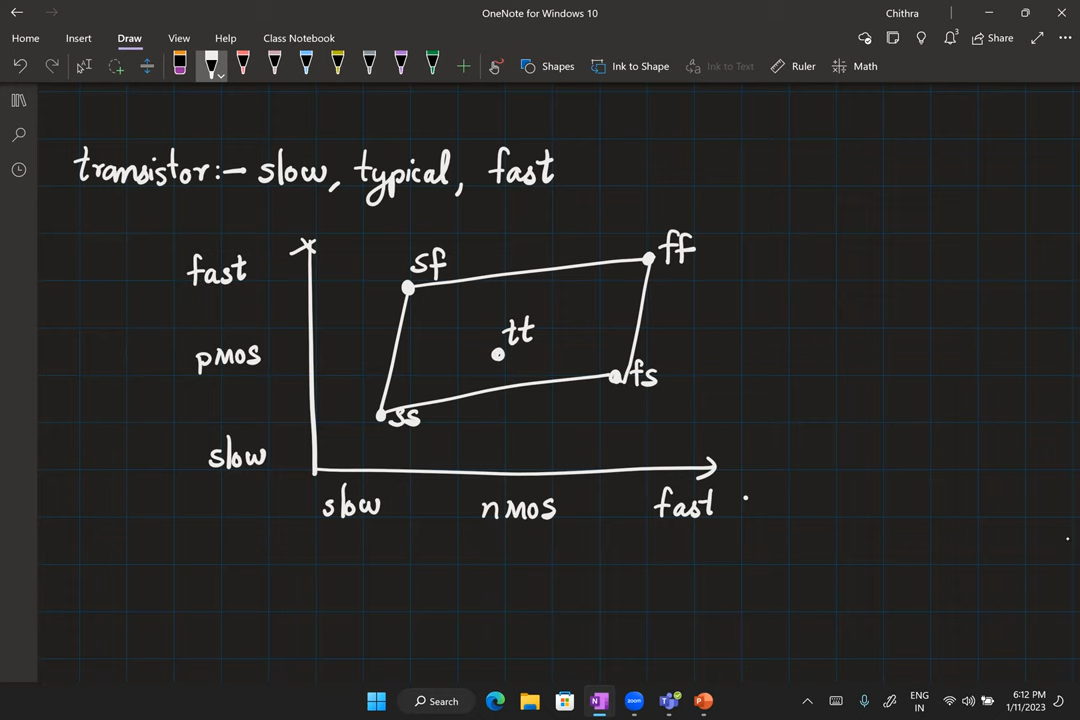 OneNote for Windows 10
Chithra
Home Insert Draw View Help Class Notebook
Share
Shapes Ink to Shape Ink to Text Ruler Math
transistor:- slow, typical, fast
fast
sf
ff
tt
pMOS
fs
ss
slow
slow nMOS fast
Search
zoom
ENG
IN
6:12 PM
1/11/2023